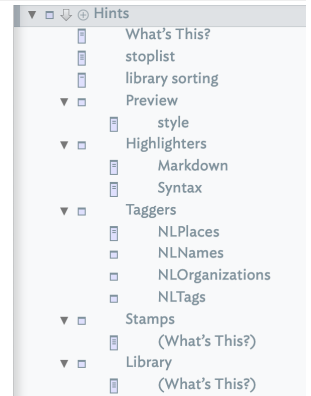 Hints
What's This?
stoplist
library sorting
Preview
style
Highlighters
Markdown
Syntax
Taggers
NLPlaces
NLNames
NLOrganizations
NLTags
Stamps
(What's This?)
Library
(What's This?)